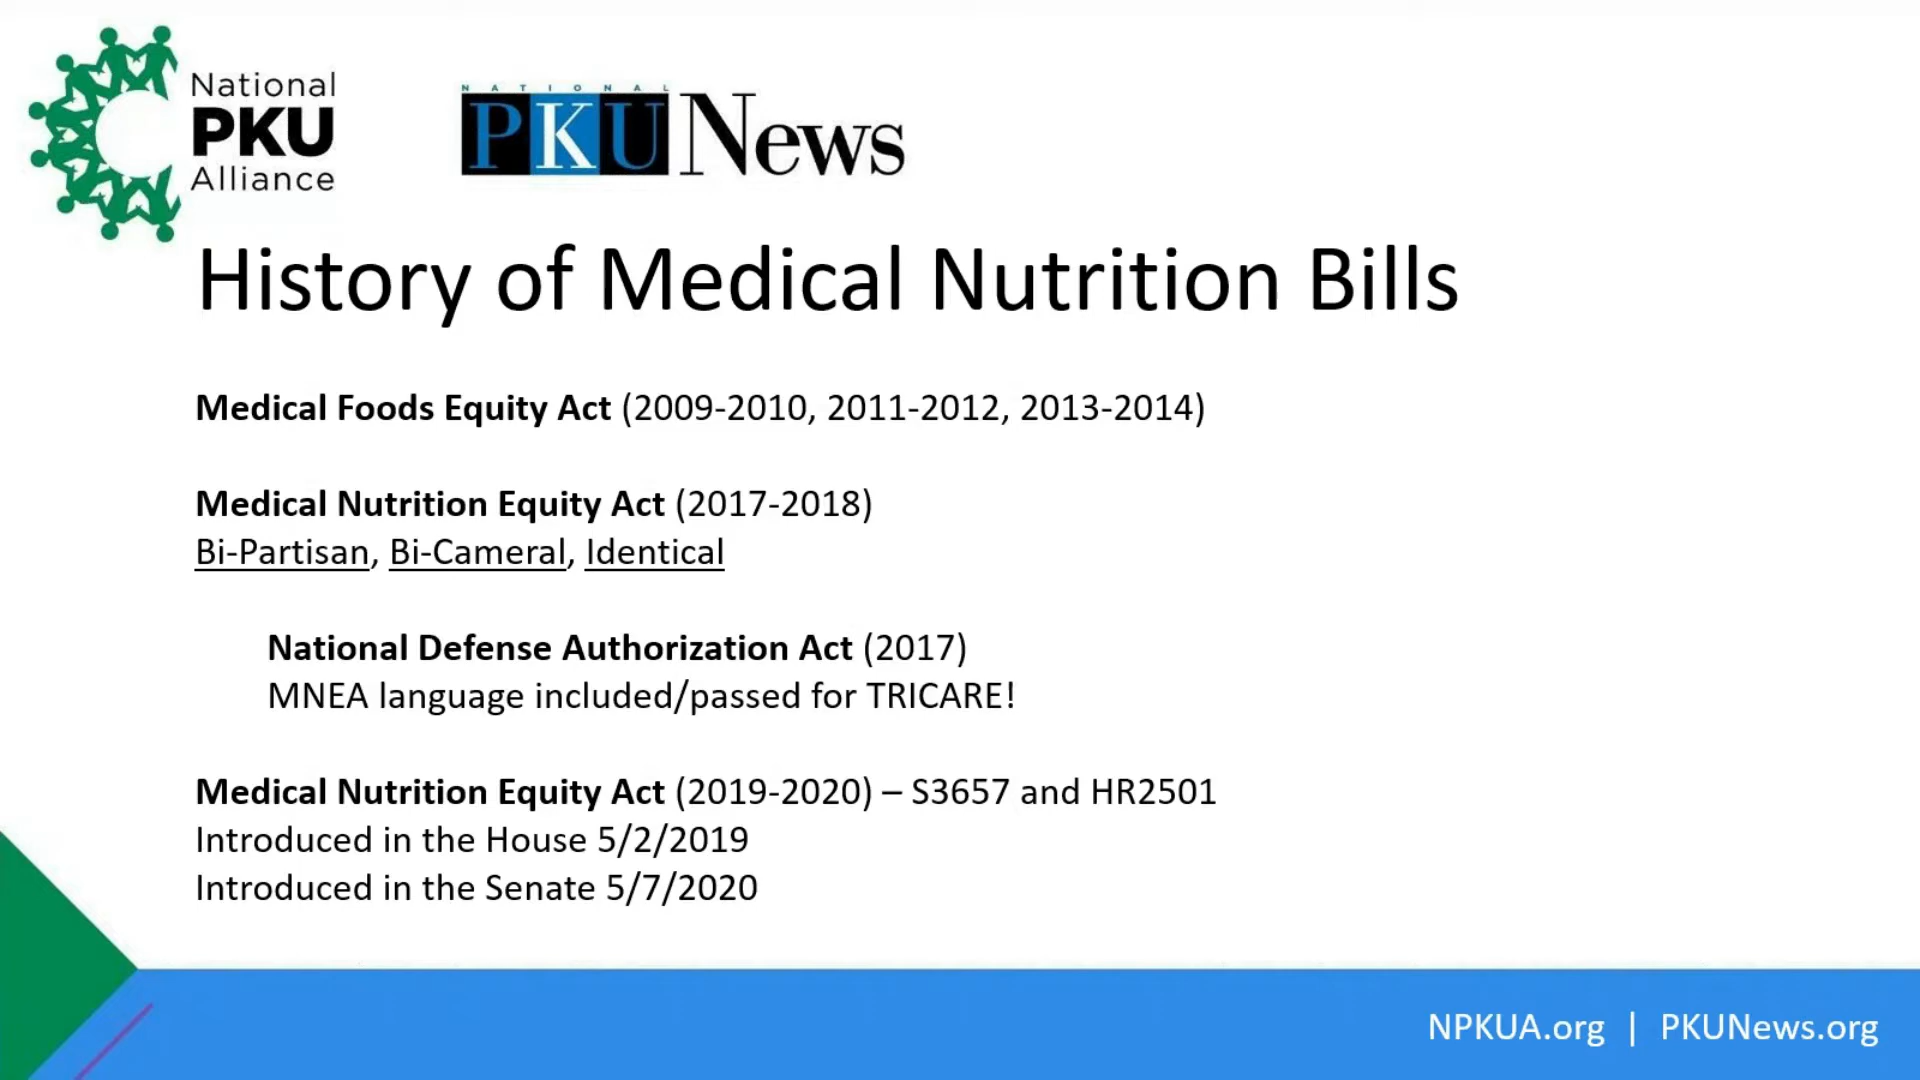 National
PKU
Alliance
NATIONAL
PKU News
History of Medical Nutrition Bills
Medical Foods Equity Act (2009-2010, 2011-2012, 2013-2014)
Medical Nutrition Equity Act (2017-2018)
Bi-Partisan, Bi-Cameral, Identical
National Defense Authorization Act (2017)
MNEA language included/passed for TRICARE!
Medical Nutrition Equity Act (2019-2020) – S3657 and HR2501
Introduced in the House 5/2/2019
Introduced in the Senate 5/7/2020
NPKUA.org | PKUNews.org